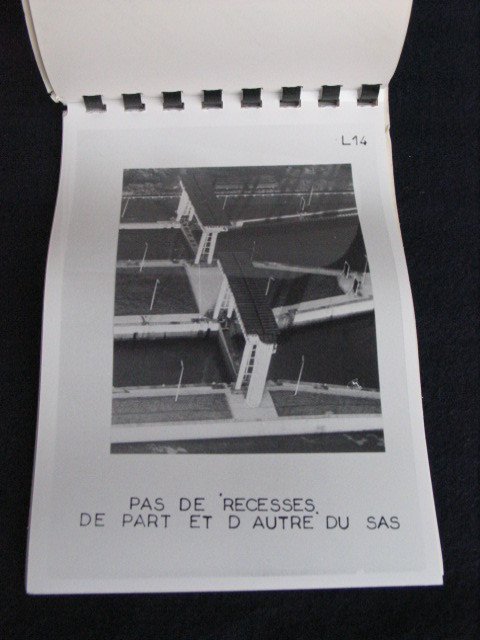 L14
PAS DE "RECESSES"
DE PART ET D'AUTRE DU SAS